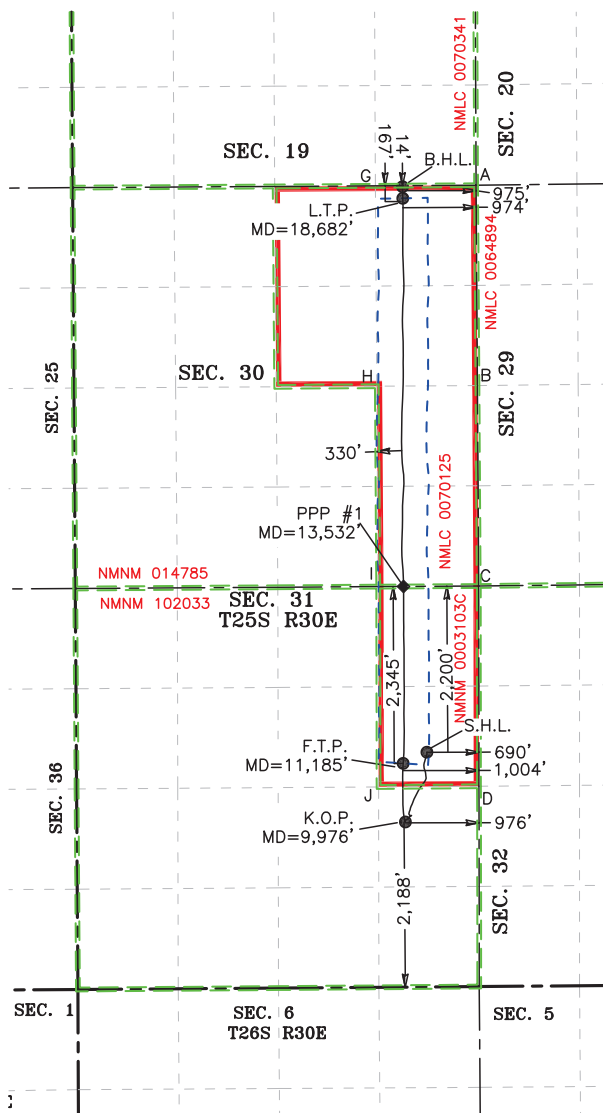 NMLC 0070341
SEC. 20
SEC. 19
167'
14'
B.H.L.
G
A
975'
974'
L.T.P.
MD=18,682'
NMLC 0064894
SEC. 25
SEC. 30
H
B
SEC. 29
330'
NMLC 0070125
PPP #1
MD=13,532'
NMNM 014785
I
C
NMNM 102033
SEC. 31
T25S R30E
NMNM 0003103C
2,345'
2,200'
S.H.L.
F.T.P.
MD=11,185'
690'
1,004'
SEC. 36
J
D
K.O.P.
MD=9,976'
976'
SEC. 32
2,188'
SEC. 1
SEC. 6
T26S R30E
SEC. 5